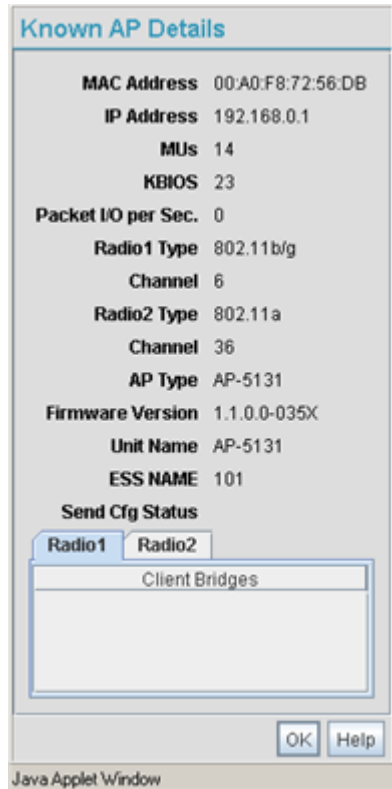 Known AP Details
MAC Address 00:A0:F8:72:56:DB
IP Address 192.168.0.1
MUs 14
KBIOS 23
Packet I/O per Sec. 0
Radio1 Type 802.11b/g
Channel 6
Radio2 Type 802.11a
Channel 36
AP Type AP-5131
Firmware Version 1.1.0.0-035X
Unit Name AP-5131
ESS NAME 101
Send Cfg Status
Radio1 Radio2
Client Bridges
OK Help
Java Applet Window